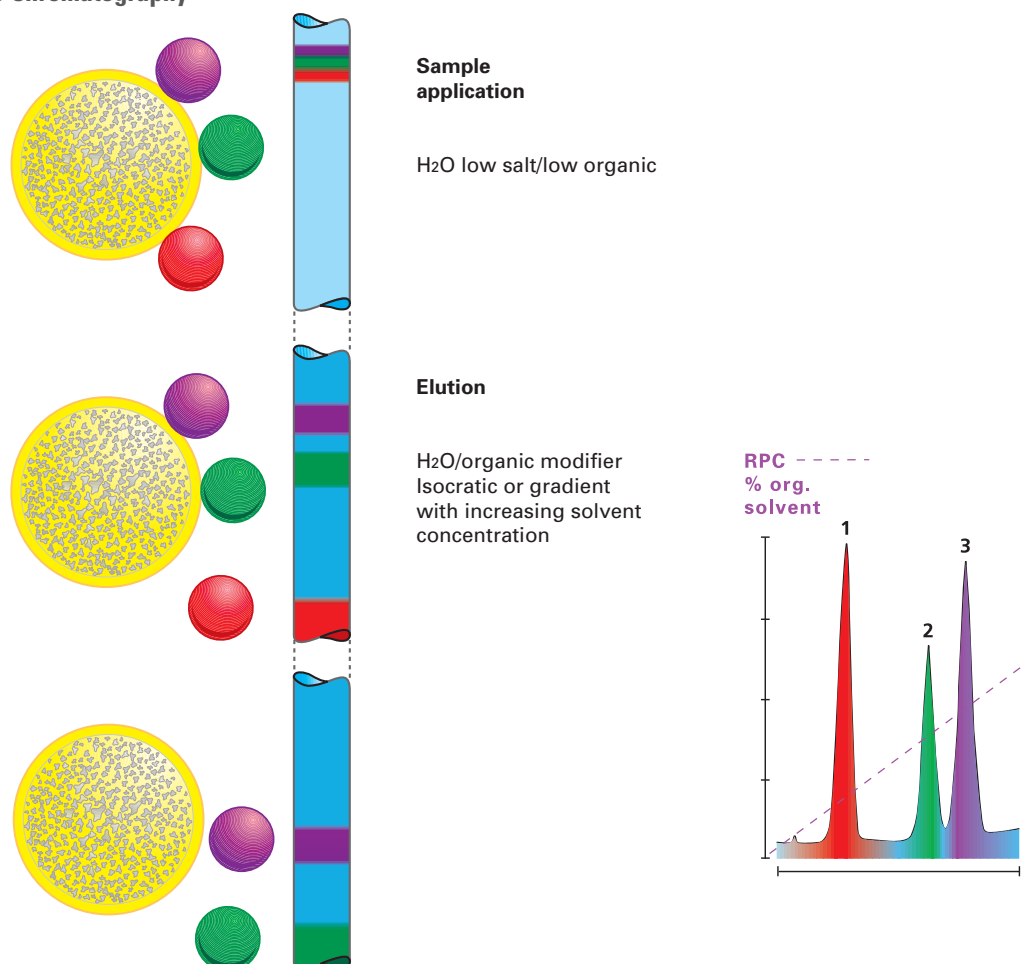 Chromatography
Sample
application
H2O low salt/low organic
Elution
H2O/organic modifier
Isocratic or gradient
with increasing solvent
concentration
RPC
% org.
solvent
1
3
2